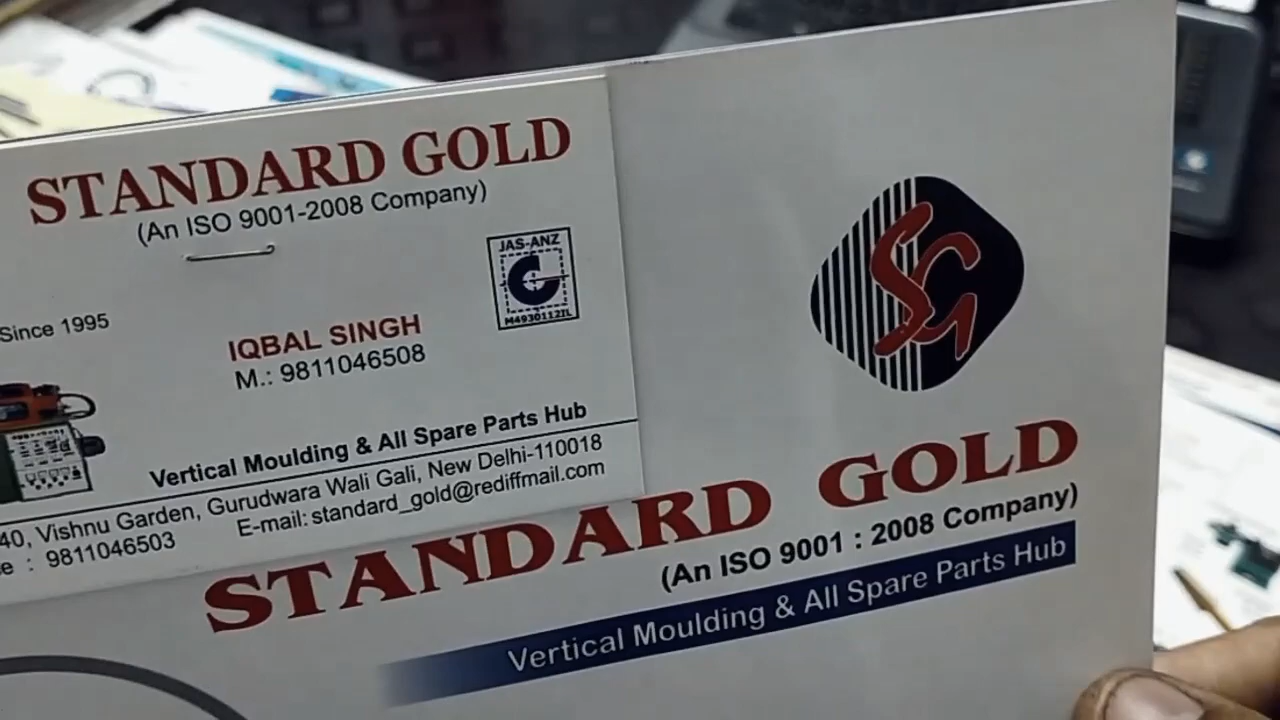 STANDARD GOLD
(An ISO 9001-2008 Company)
JAS-ANZ
M4930112IL
Since 1995
IQBAL SINGH
M.: 9811046508
Vertical Moulding & All Spare Parts Hub
40, Vishnu Garden, Gurudwara Wali Gali, New Delhi-110018
e : 9811046503
E-mail: standard_gold@rediffmail.com
SG
STANDARD GOLD
(An ISO 9001 : 2008 Company)
Vertical Moulding & All Spare Parts Hub